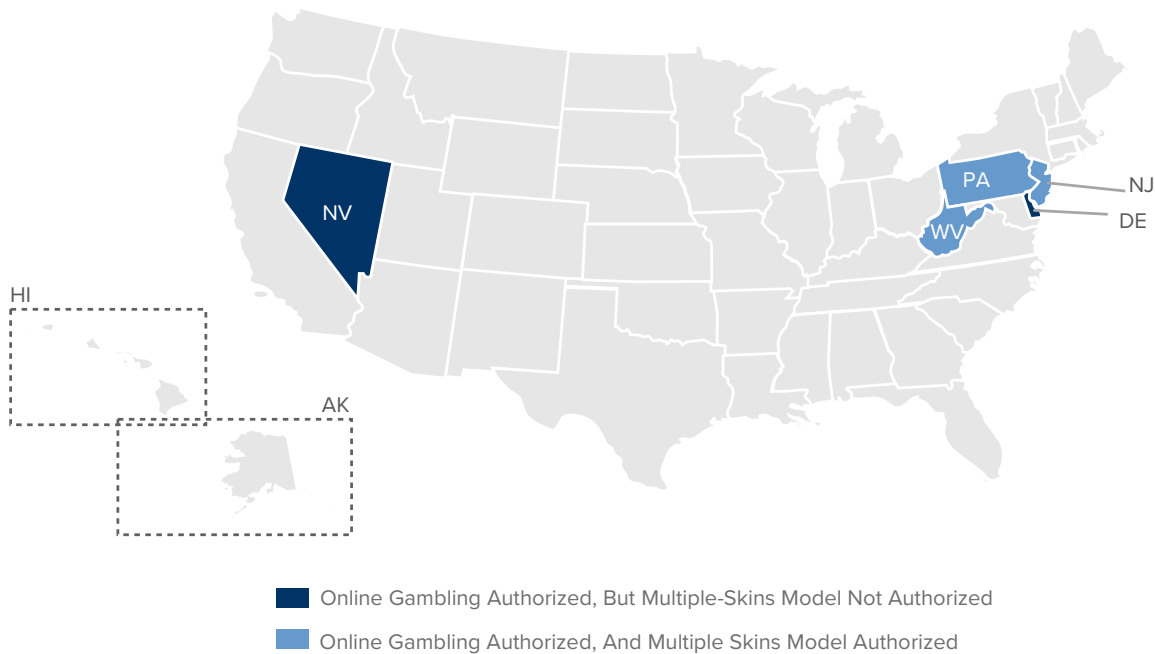 NV
PA
WV
NJ
DE
HI
AK
Online Gambling Authorized, But Multiple-Skins Model Not Authorized
Online Gambling Authorized, And Multiple Skins Model Authorized